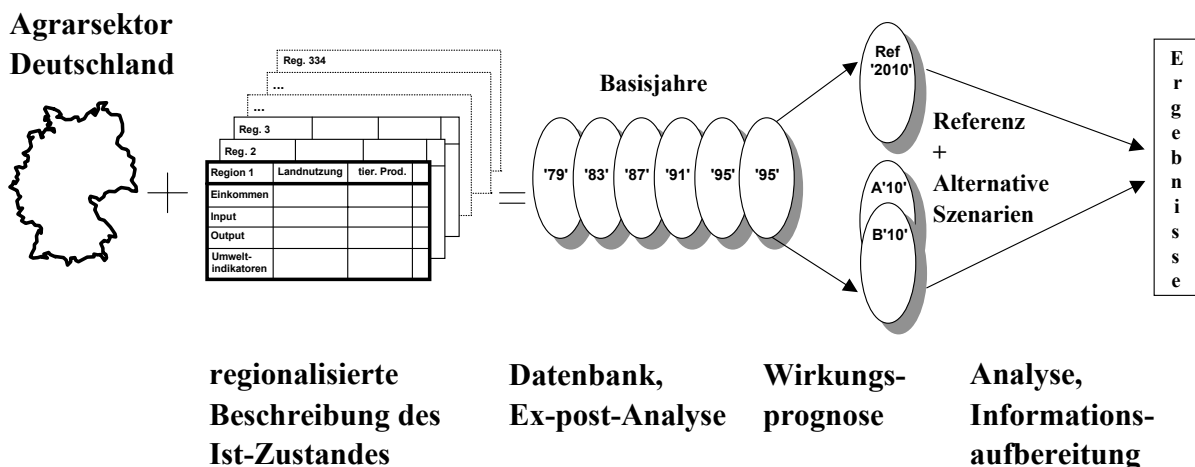 Agrarsektor
Deutschland
Reg. 334
...
...
Reg. 3
Reg. 2
Region 1 Landnutzung tier. Prod.
Einkommen
Input
Output
Umwelt-
indikatoren
Basisjahre
'79' '83' '87' '91' '95' '95'
Ref
'2010'
A'10'
B'10'
Referenz
+
Alternative
Szenarien
E
r
g
e
b
n
i
s
s
e
regionalisierte
Beschreibung des
Ist-Zustandes
Datenbank,
Ex-post-Analyse
Wirkungs-
prognose
Analyse,
Informations-
aufbereitung